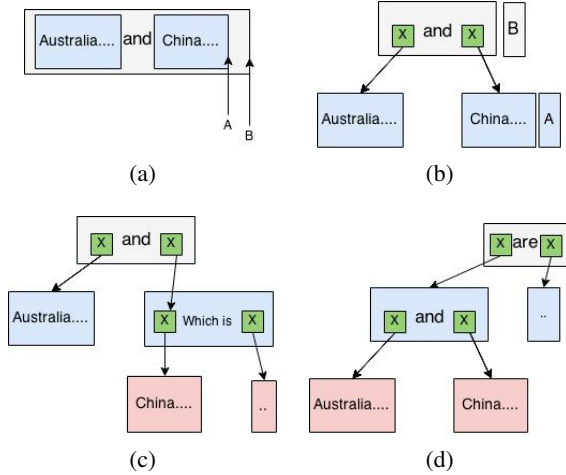 Australia.... and China....
A
B
(a)
X and X B
Australia.... China.... A
(b)
X and X
Australia.... X Which is X
China.... ..
(c)
X are X
X and X ..
Australia.... China....
(d)